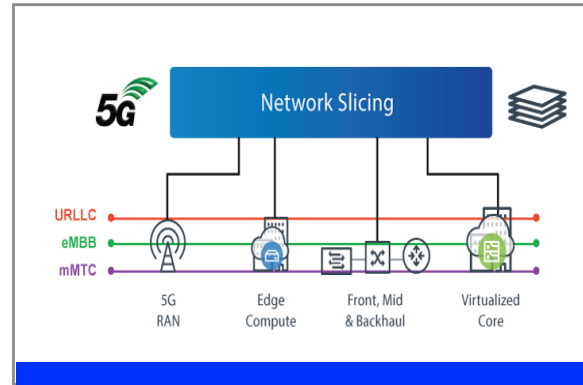 5G
Network Slicing
URLLC
eMBB
mMTC
5G
RAN
Edge
Compute
Front, Mid
& Backhaul
Virtualized
Core